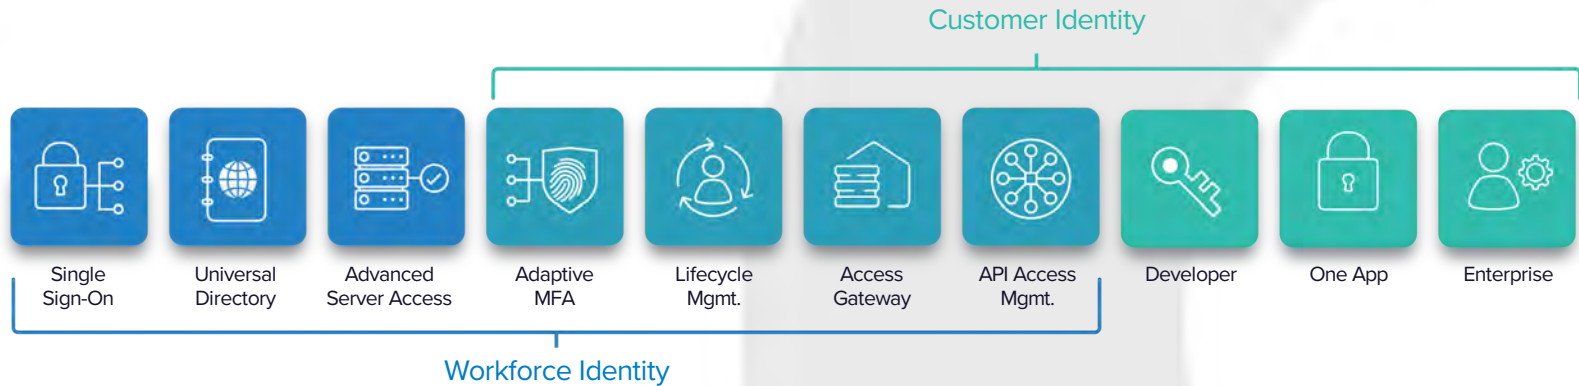 Customer Identity
Single
Sign-On
Universal
Directory
Advanced
Server Access
Adaptive
MFA
Lifecycle
Mgmt.
Access
Gateway
API Access
Mgmt.
Developer
One App
Enterprise
Workforce Identity